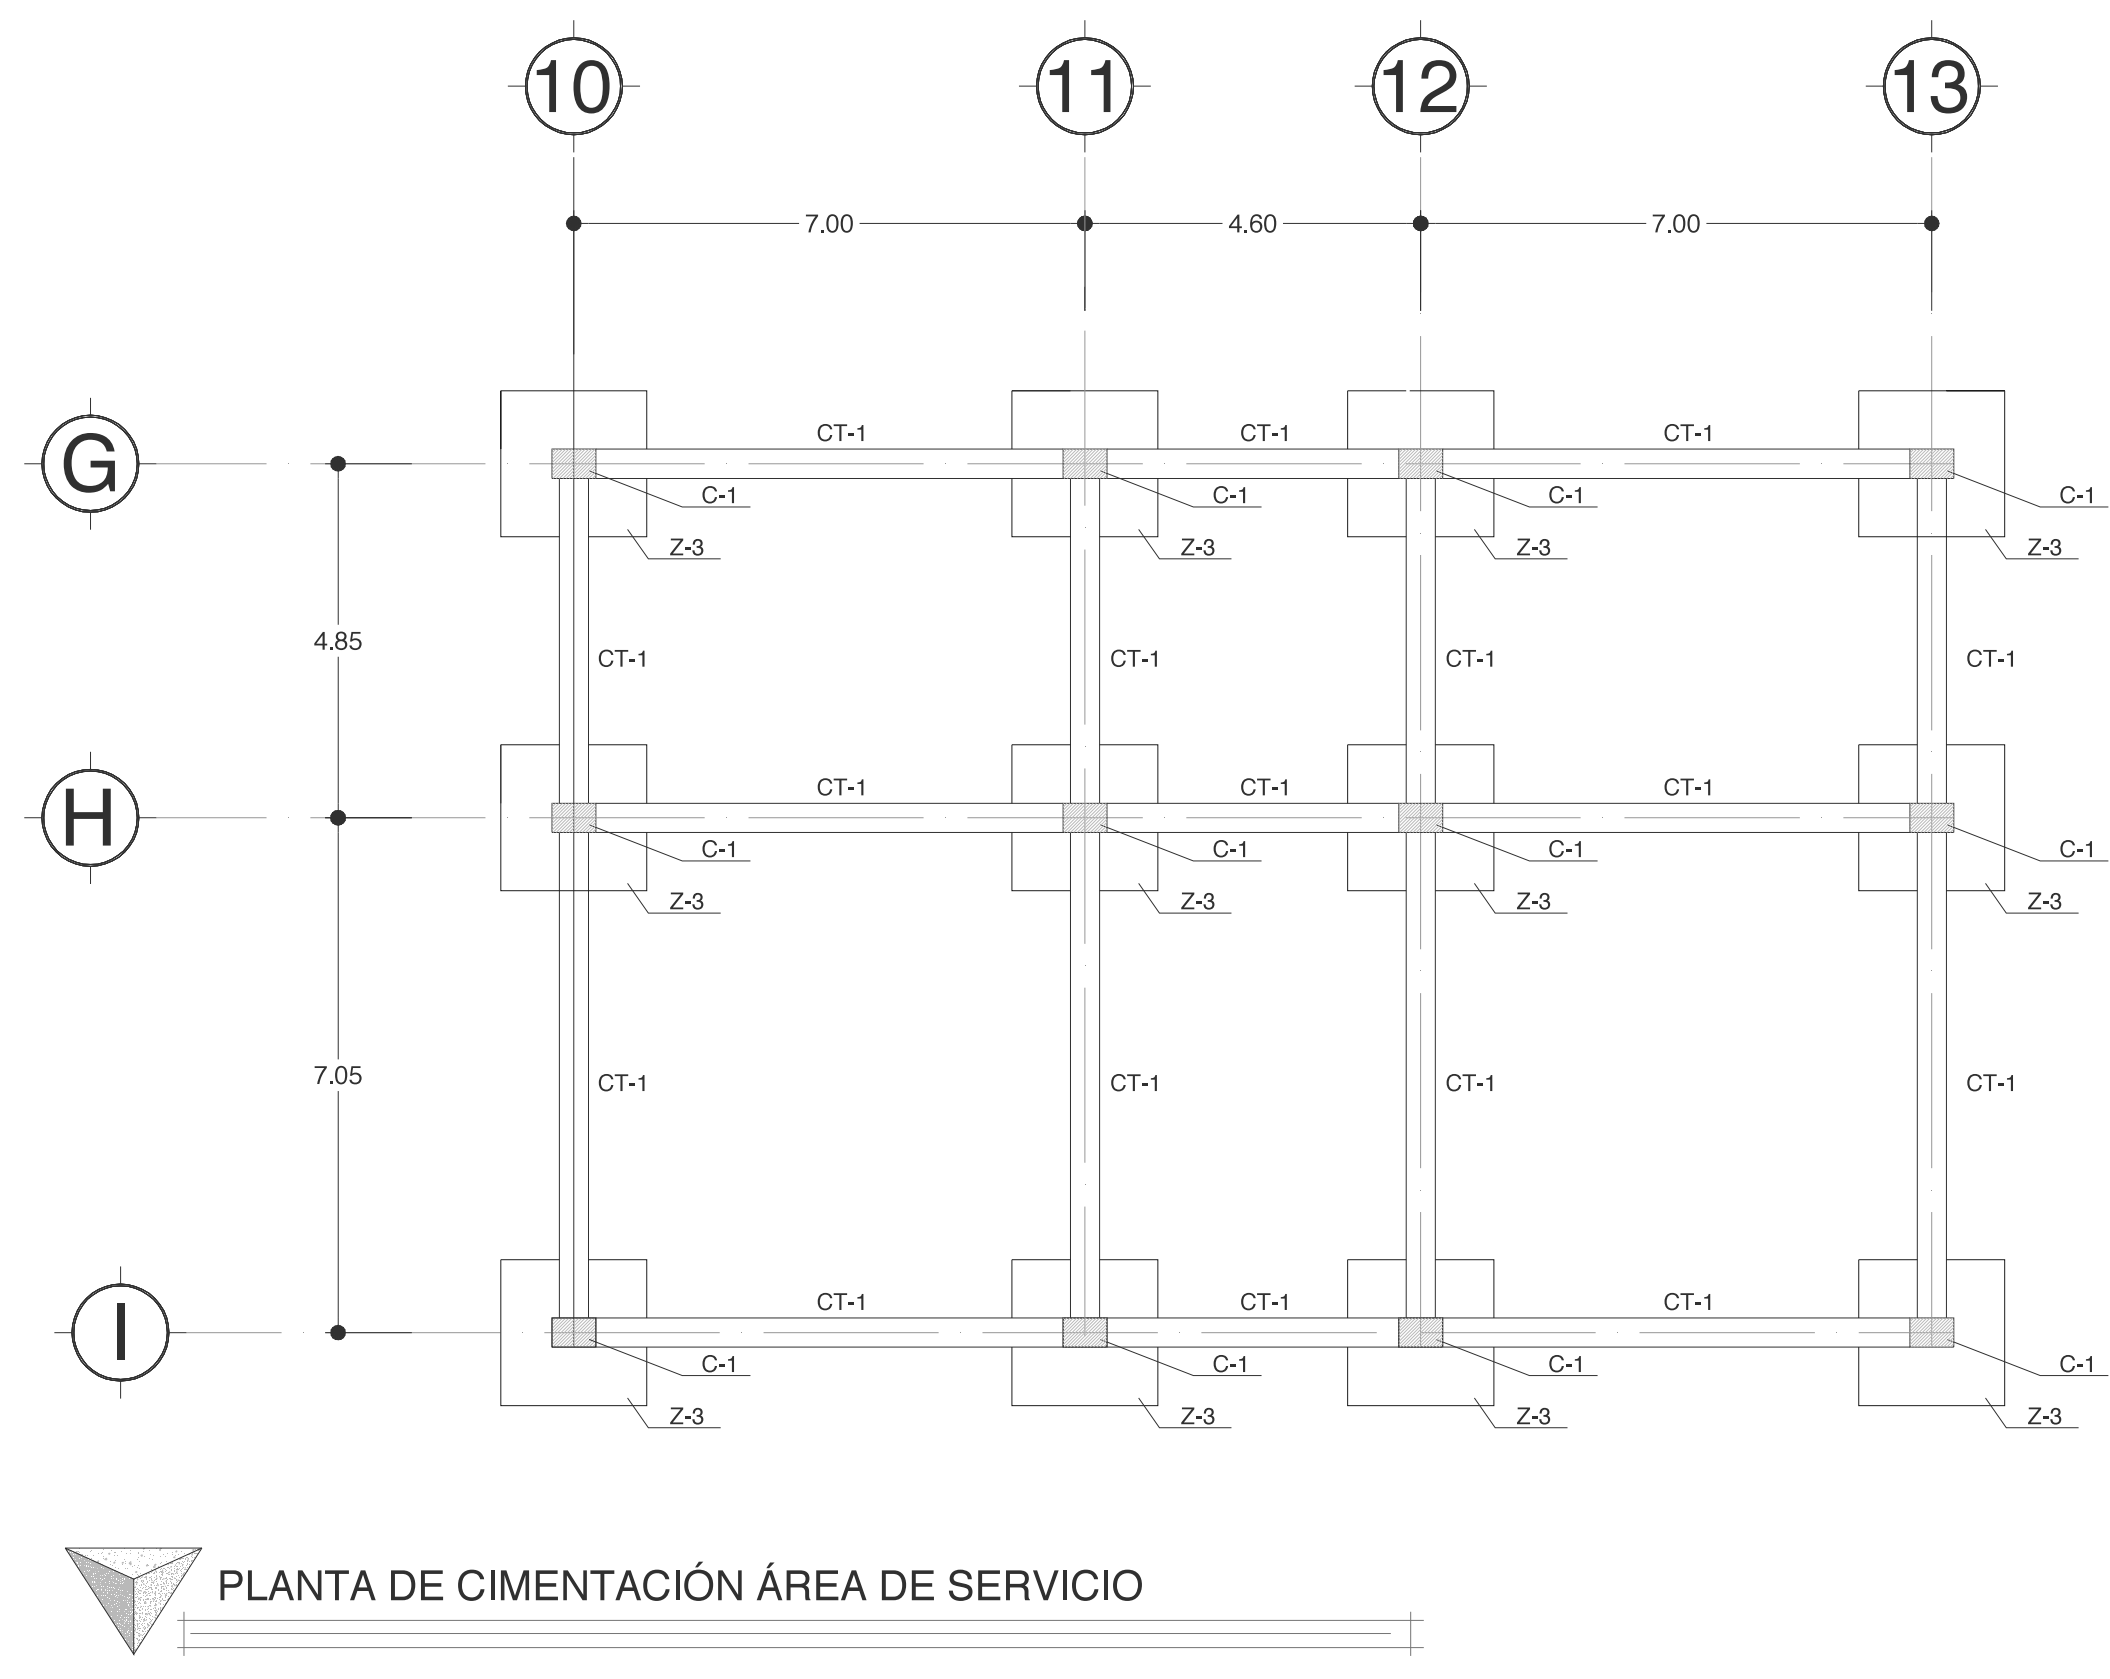 10 11 12 13
7.00 4.60 7.00
G CT-1 CT-1 CT-1
C-1 C-1 C-1 C-1
Z-3 Z-3 Z-3 Z-3
4.85
CT-1 CT-1 CT-1 CT-1
H CT-1 CT-1 CT-1
C-1 C-1 C-1 C-1
Z-3 Z-3 Z-3 Z-3
7.05
CT-1 CT-1 CT-1 CT-1
I CT-1 CT-1 CT-1
C-1 C-1 C-1 C-1
Z-3 Z-3 Z-3 Z-3
PLANTA DE CIMENTACIÓN ÁREA DE SERVICIO